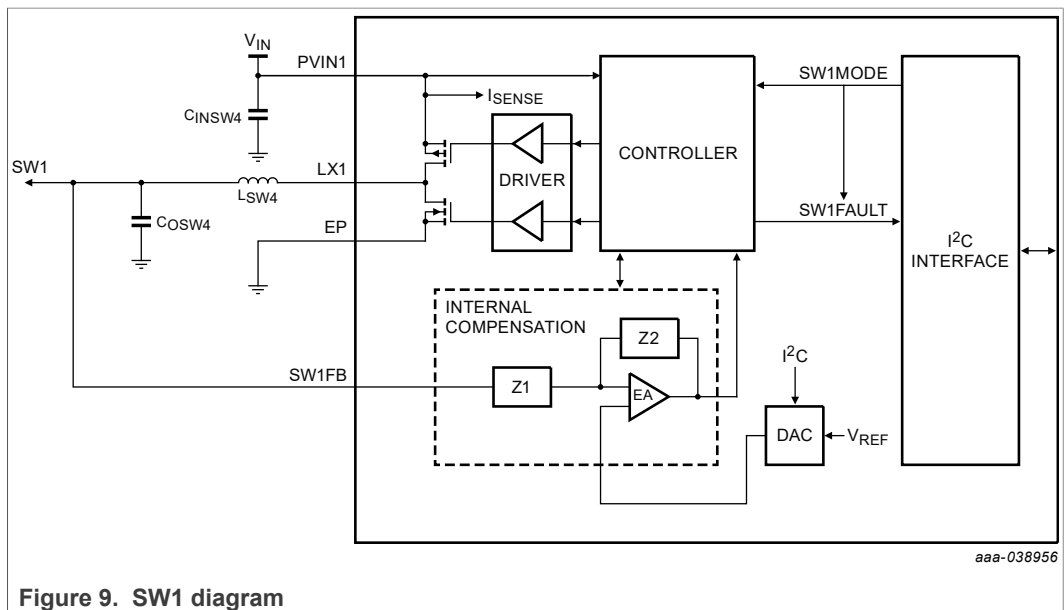 V_IN
PVIN1
I_SENSE
C_INSW4
SW1
LX1
L_SW4
C_OSW4
EP
DRIVER
CONTROLLER
SW1MODE
SW1FAULT
I²C
INTERFACE
INTERNAL
COMPENSATION
Z2
SW1FB
Z1
EA
I²C
DAC
V_REF
aaa-038956
Figure 9. SW1 diagram